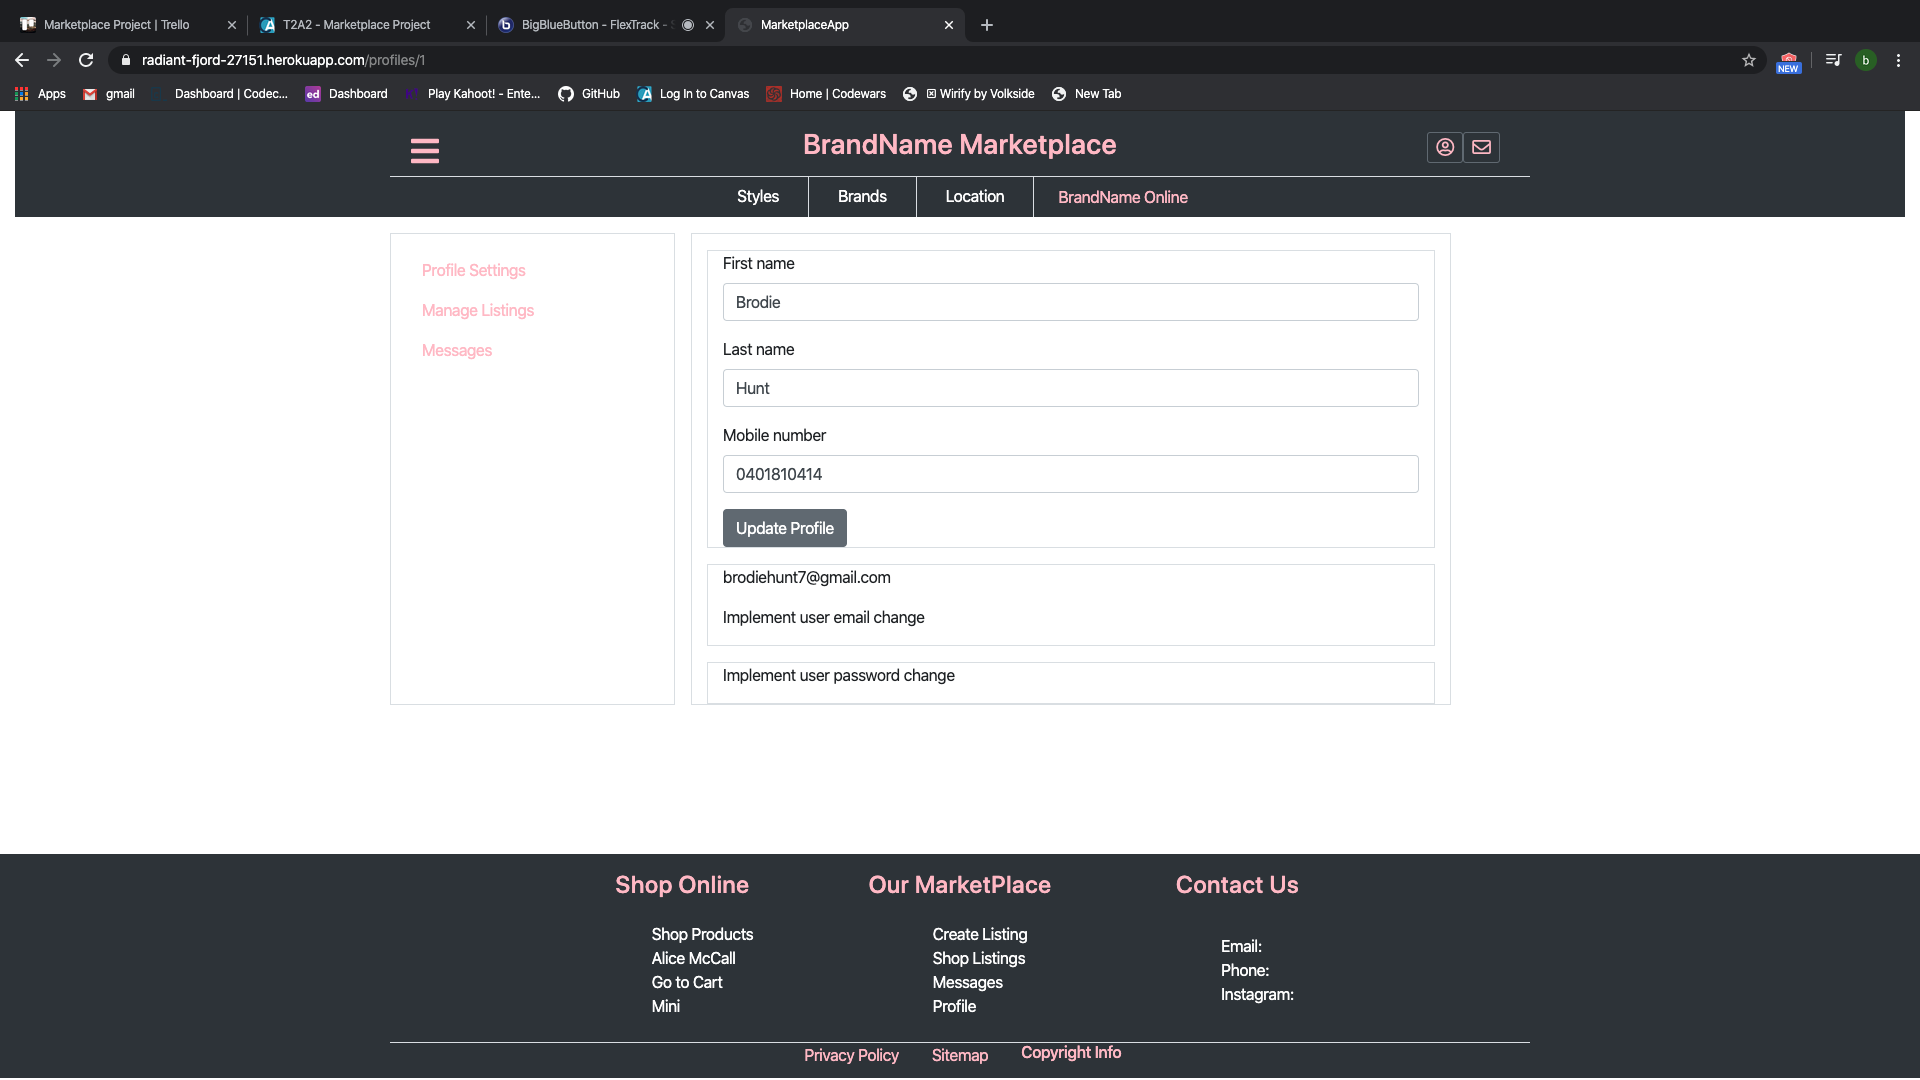 Marketplace Project | Trello
T2A2 - Marketplace Project
BigBlueButton - FlexTrack -
MarketplaceApp
radiant-fjord-27151.herokuapp.com/profiles/1
NEW
b
Apps
gmail
Dashboard | Codec...
ed Dashboard
K! Play Kahoot! - Ente...
GitHub
Log In to Canvas
Home | Codewars
Wirify by Volkside
New Tab
BrandName Marketplace
Styles
Brands
Location
BrandName Online
Profile Settings
Manage Listings
Messages
First name
Brodie
Last name
Hunt
Mobile number
0401810414
Update Profile
brodiehunt7@gmail.com
Implement user email change
Implement user password change
Shop Online
Shop Products
Alice McCall
Go to Cart
Mini
Our MarketPlace
Create Listing
Shop Listings
Messages
Profile
Contact Us
Email:
Phone:
Instagram:
Privacy Policy
Sitemap
Copyright Info